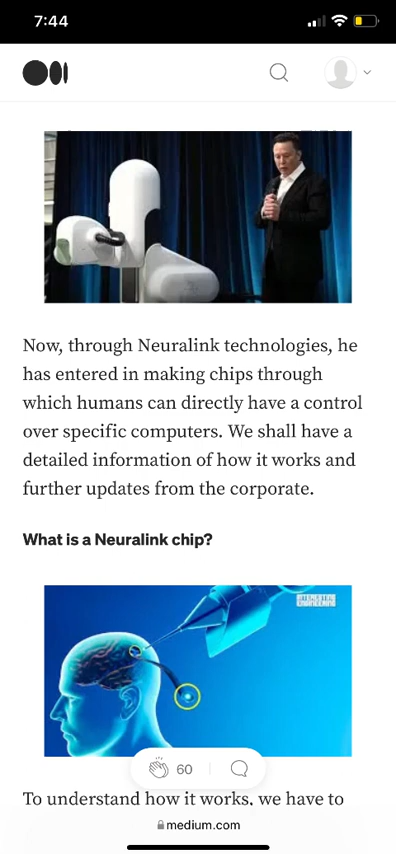 7:44
Now, through Neuralink technologies, he
has entered in making chips through
which humans can directly have a control
over specific computers. We shall have a
detailed information of how it works and
further updates from the corporate.
What is a Neuralink chip?
60
To understand how it works, we have to
medium.com